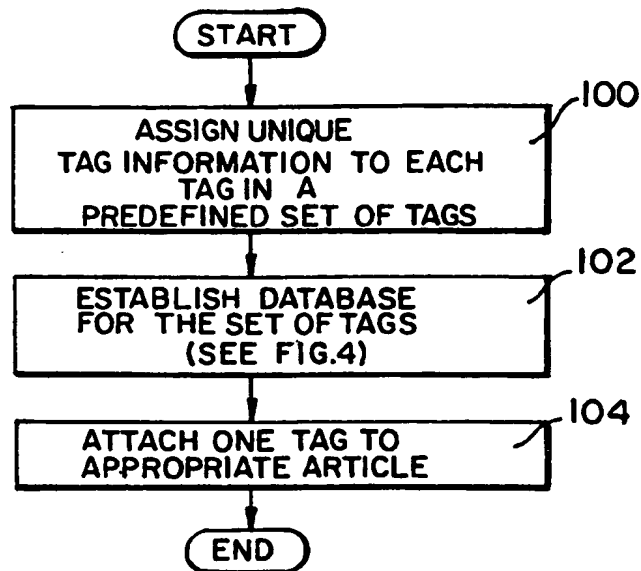 START
100
ASSIGN UNIQUE
TAG INFORMATION TO EACH
TAG IN A
PREDEFINED SET OF TAGS
102
ESTABLISH DATABASE
FOR THE SET OF TAGS
(SEE FIG.4)
104
ATTACH ONE TAG TO
APPROPRIATE ARTICLE
END